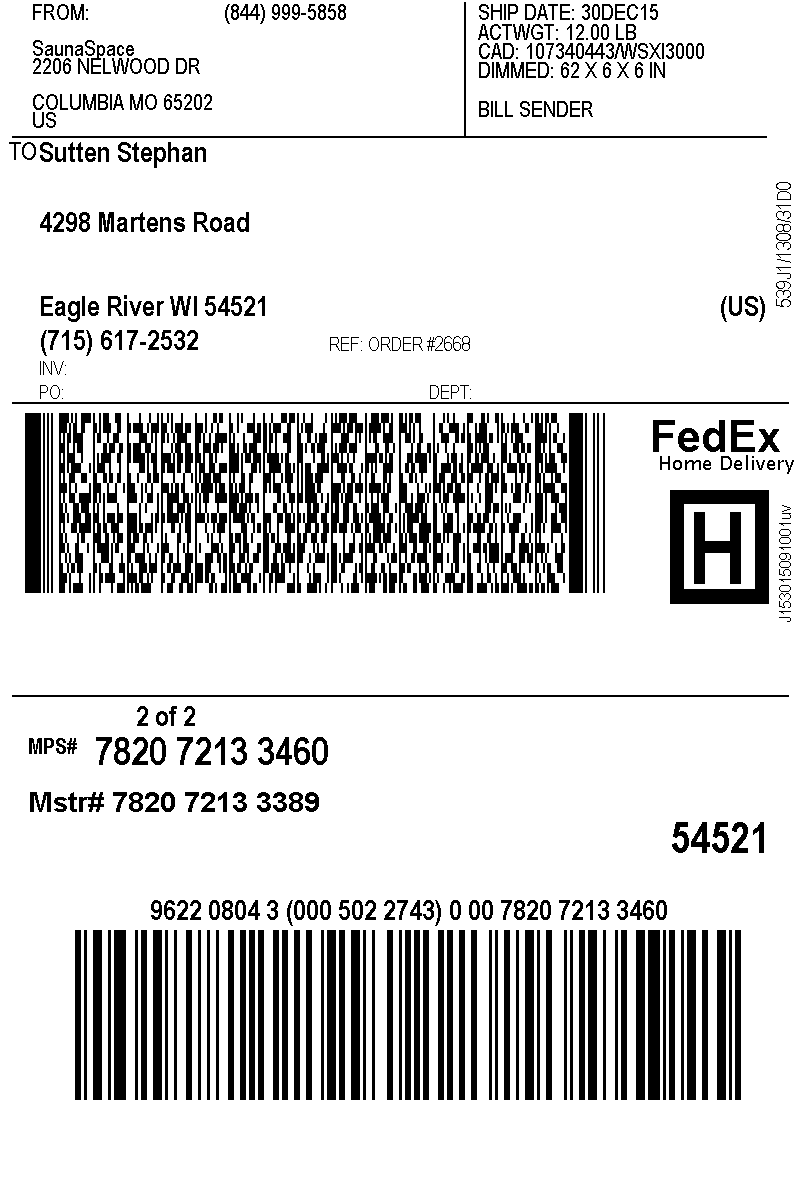 FROM: (844) 999-5858
SaunaSpace
2206 NELWOOD DR
COLUMBIA MO 65202
US
SHIP DATE: 30DEC15
ACTWGT: 12.00 LB
CAD: 107340443/WSXI3000
DIMMED: 62 X 6 X 6 IN
BILL SENDER
TO Sutten Stephan
4298 Martens Road
Eagle River WI 54521 (US)
(715) 617-2532 REF: ORDER #2668
INV:
PO: DEPT:
539J1/1308/31D0
FedEx
Home Delivery
H
J153015091001uv
2 of 2
MPS# 7820 7213 3460
Mstr# 7820 7213 3389
54521
9622 0804 3 (000 502 2743) 0 00 7820 7213 3460